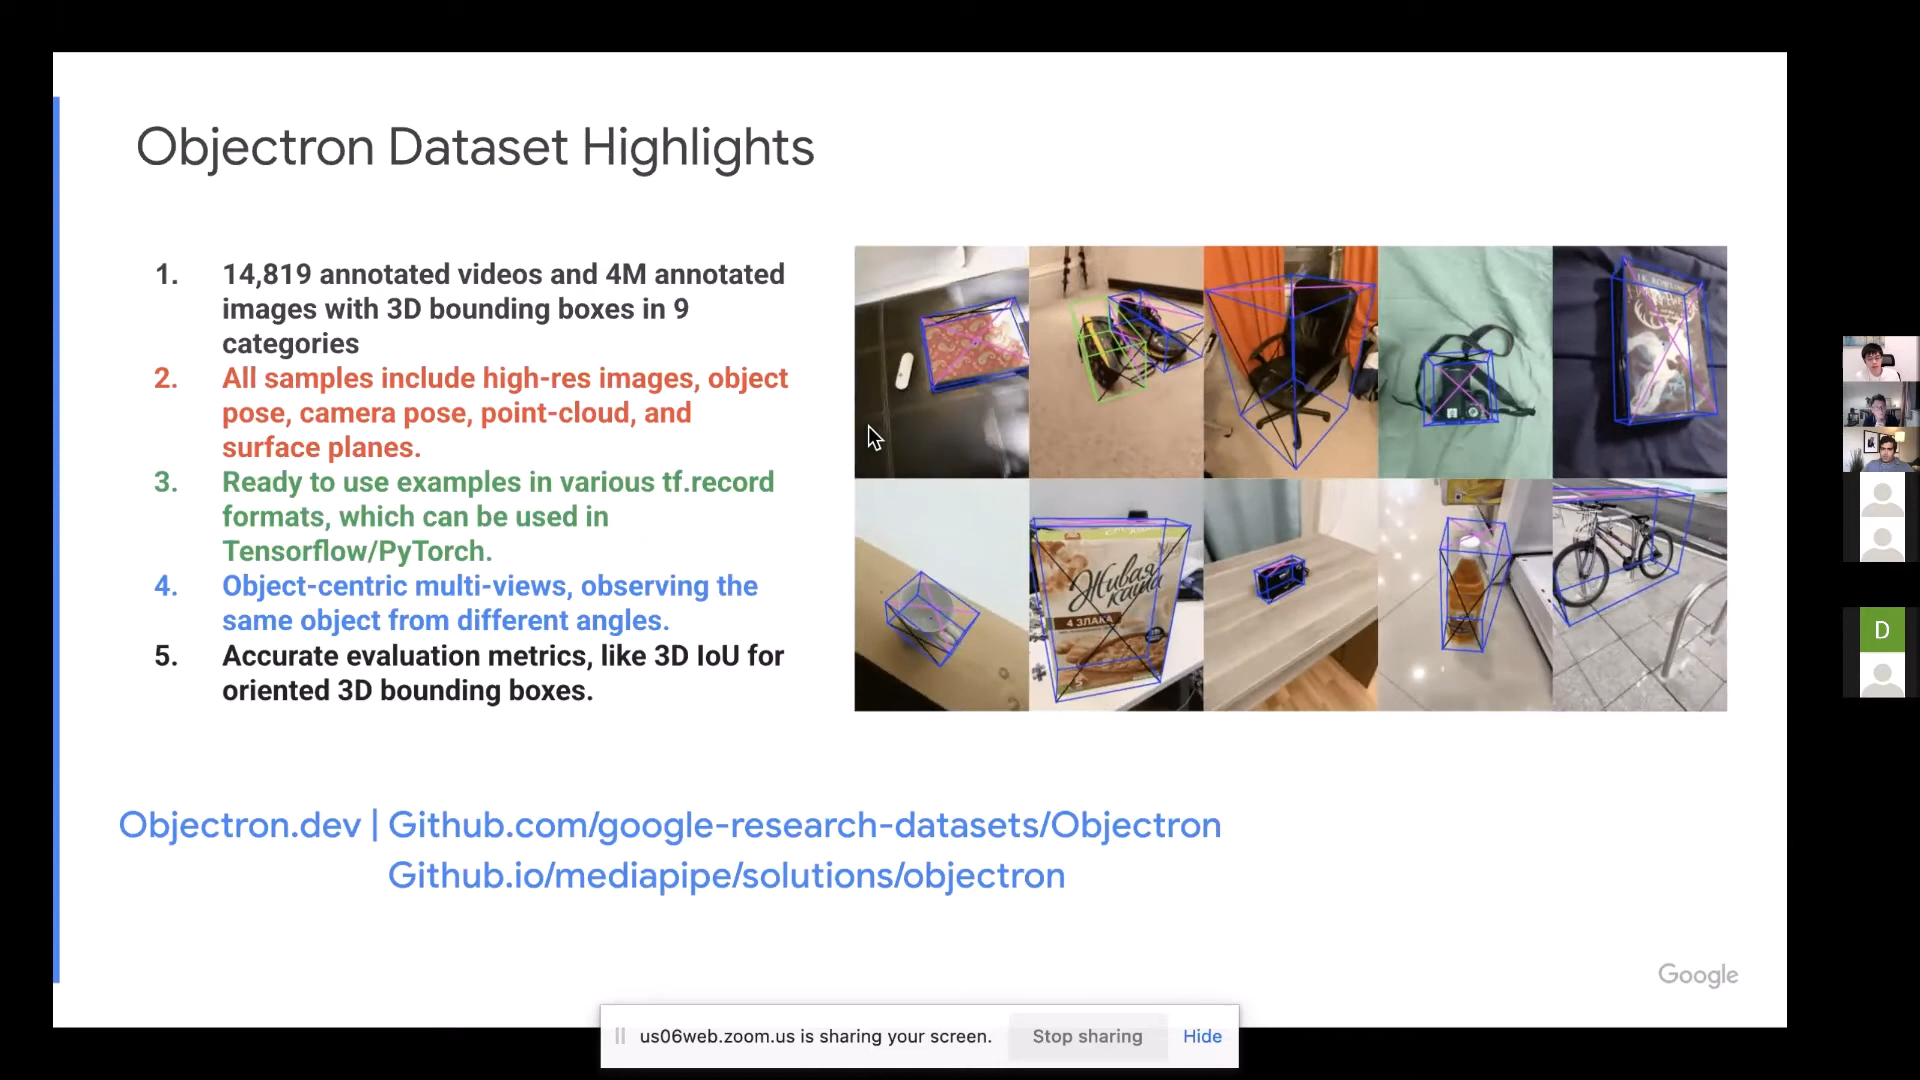 Objectron Dataset Highlights
1. 14,819 annotated videos and 4M annotated
images with 3D bounding boxes in 9
categories
2. All samples include high-res images, object
pose, camera pose, point-cloud, and
surface planes.
3. Ready to use examples in various tf.record
formats, which can be used in
Tensorflow/PyTorch.
4. Object-centric multi-views, observing the
same object from different angles.
5. Accurate evaluation metrics, like 3D IoU for
oriented 3D bounding boxes.
Живая
каша
4 ЗЛАКА
Objectron.dev | Github.com/google-research-datasets/Objectron
Github.io/mediapipe/solutions/objectron
Google
us06web.zoom.us is sharing your screen. Stop sharing Hide
D